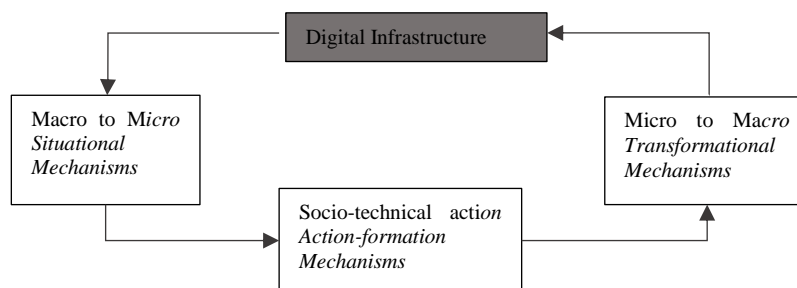 Digital Infrastructure
Macro to Micro
Situational
Mechanisms
Micro to Macro
Transformational
Mechanisms
Socio-technical action
Action-formation
Mechanisms